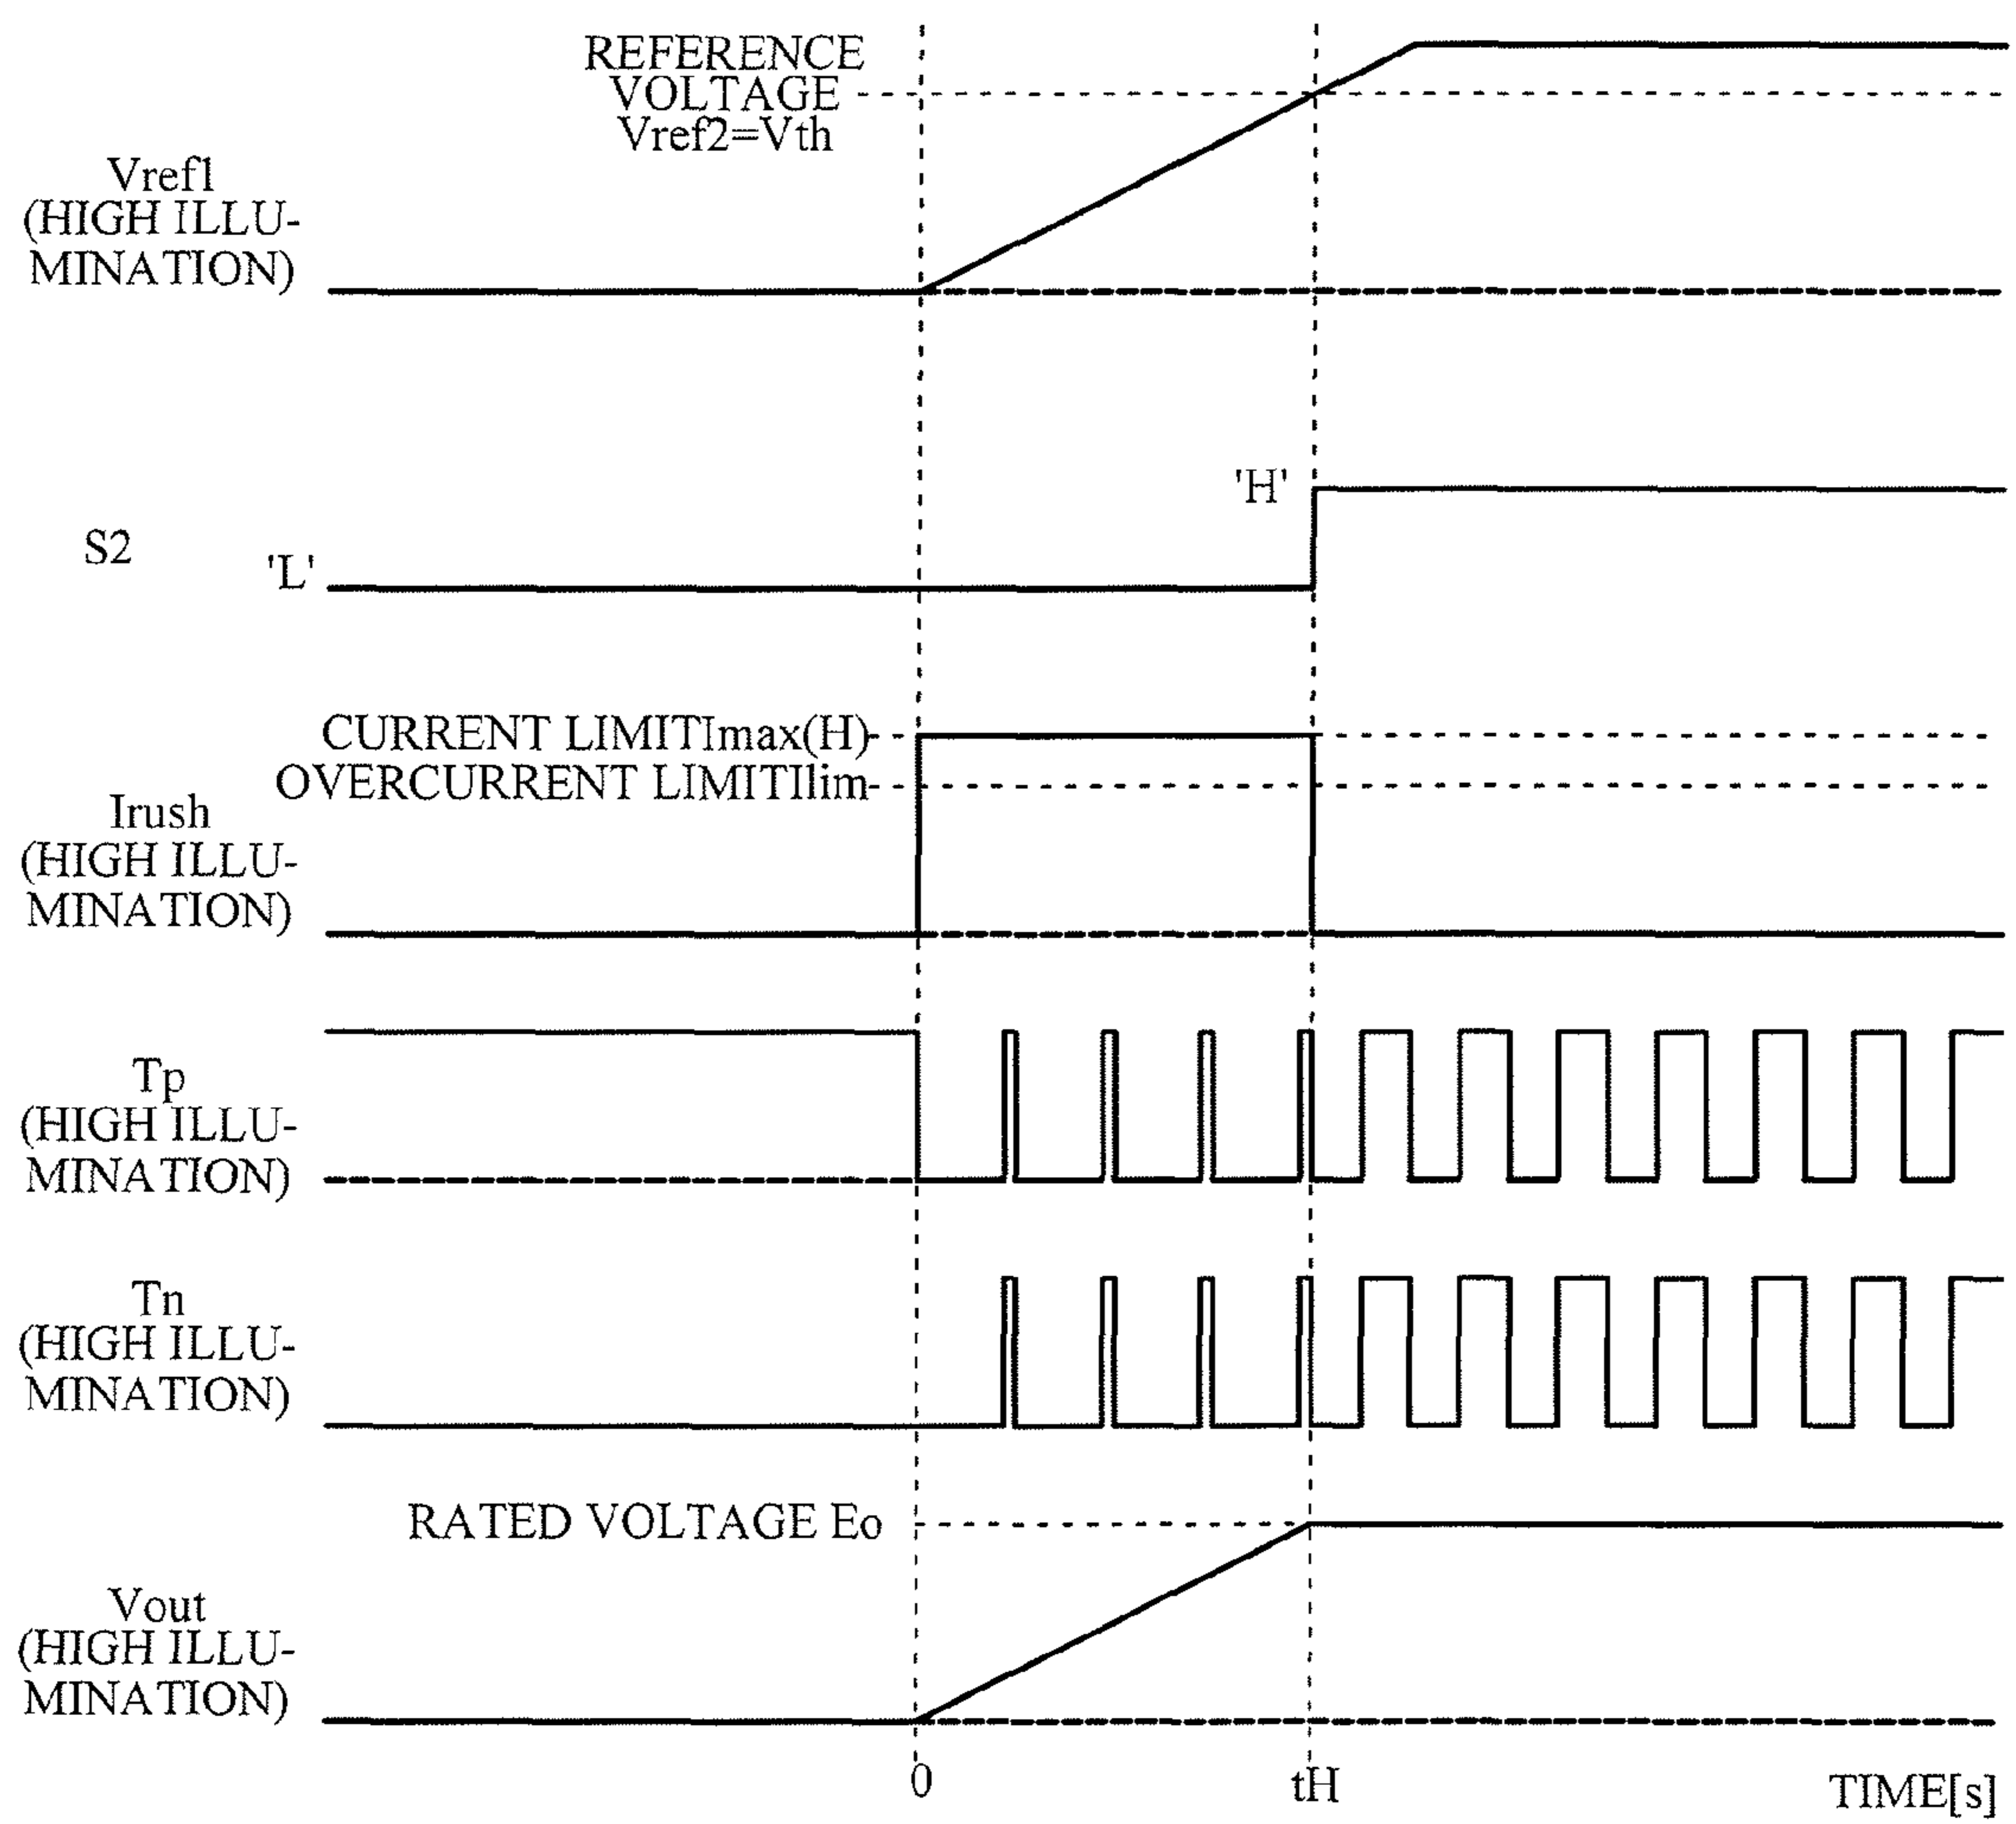 REFERENCE
VOLTAGE
Vref2=Vth
Vref1
(HIGH ILLU-
MINATION)
'H'
S2
'L'
CURRENT LIMITImax(H)
OVERCURRENT LIMITIlim
Irush
(HIGH ILLU-
MINATION)
Tp
(HIGH ILLU-
MINATION)
Tn
(HIGH ILLU-
MINATION)
RATED VOLTAGE Eo
Vout
(HIGH ILLU-
MINATION)
0
tH
TIME[s]